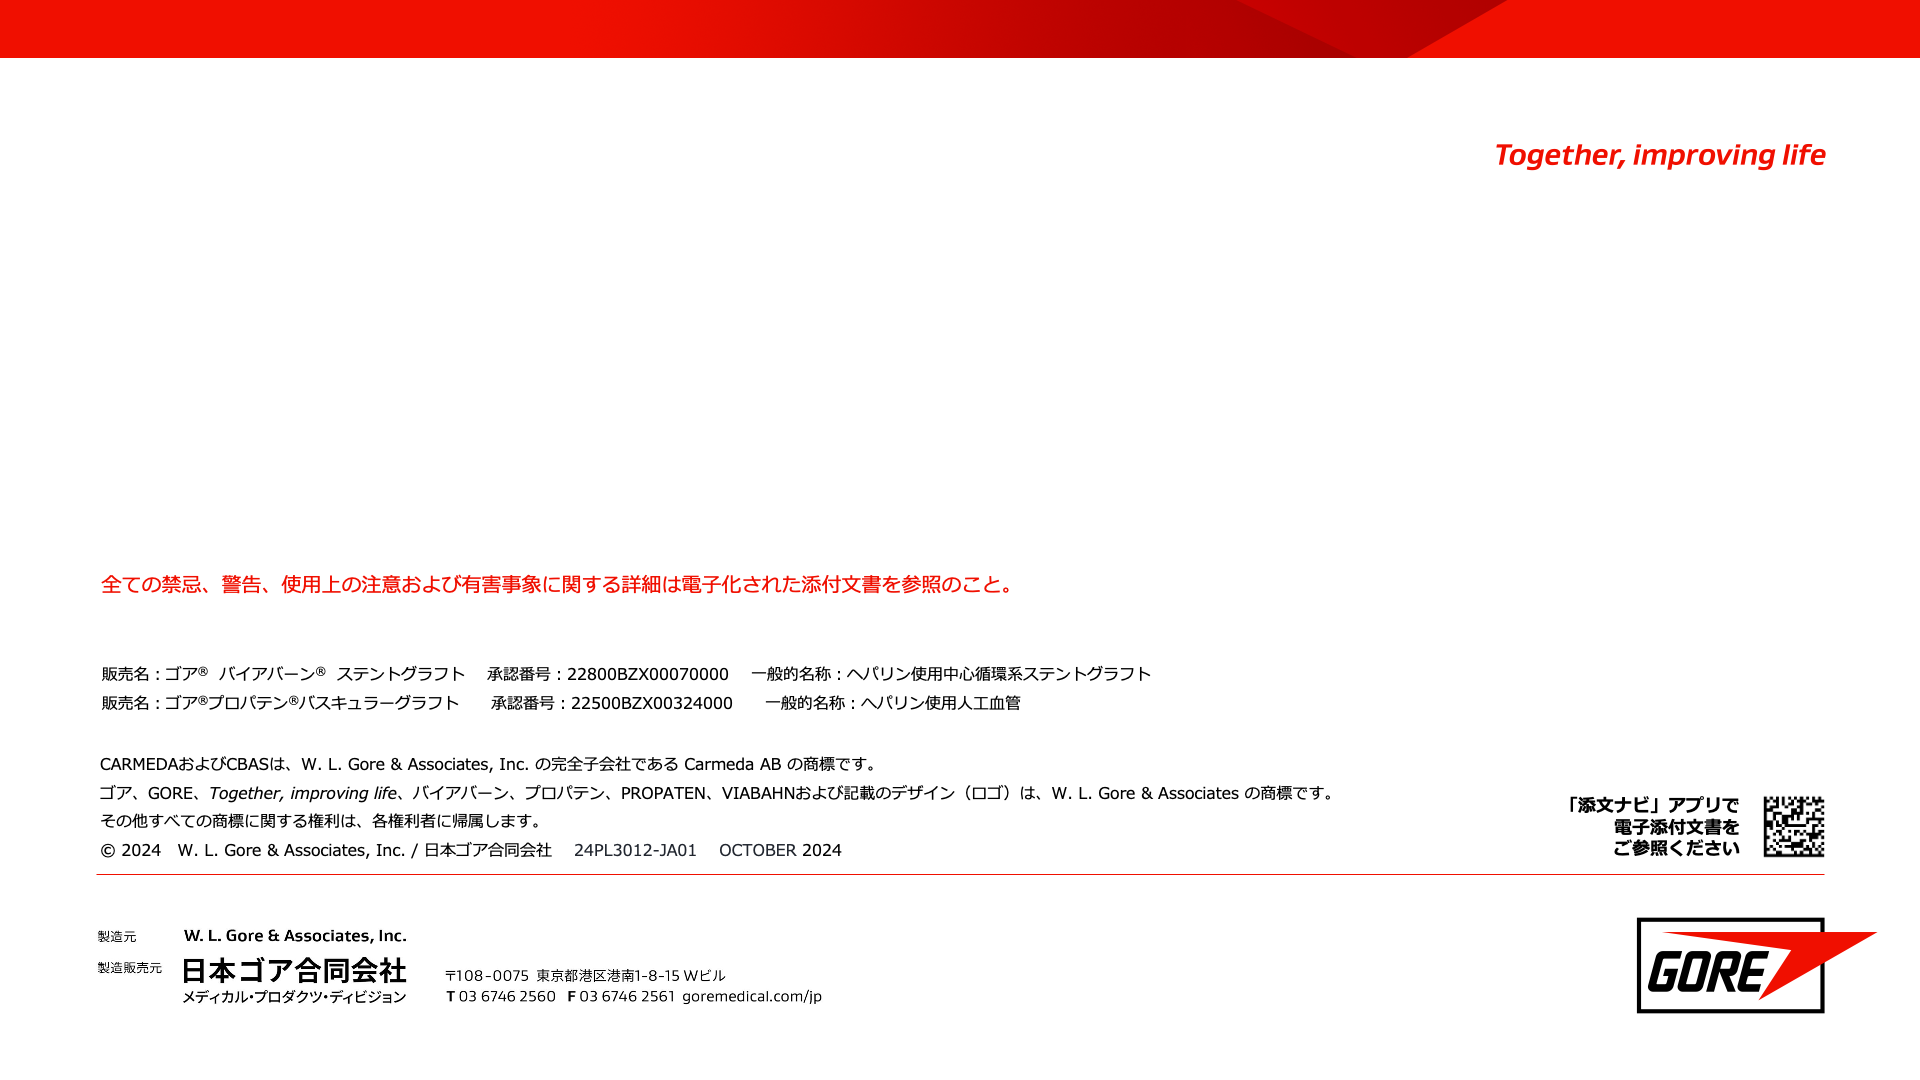 Together, improving life
全ての禁忌、警告、使用上の注意および有害事象に関する詳細は電子化された添付文書を参照のこと。
販売名：ゴア® バイアバーン® ステントグラフト 承認番号：22800BZX00070000 一般的名称：ヘパリン使用中心循環系ステントグラフト
販売名：ゴア®プロパテン®バスキュラーグラフト 承認番号：22500BZX00324000 一般的名称：ヘパリン使用人工血管
CARMEDAおよびCBASは、W. L. Gore & Associates, Inc. の完全子会社である Carmeda AB の商標です。
ゴア、GORE、Together, improving life、バイアバーン、プロパテン、PROPATEN、VIABAHNおよび記載のデザイン（ロゴ）は、W. L. Gore & Associates の商標です。
その他すべての商標に関する権利は、各権利者に帰属します。
© 2024 W. L. Gore & Associates, Inc. / 日本ゴア合同会社 24PL3012-JA01 OCTOBER 2024
「添文ナビ」アプリで
電子添付文書を
ご参照ください
製造元 W. L. Gore & Associates, Inc.
製造販売元 日本ゴア合同会社
メディカル・プロダクツ・ディビジョン
〒108-0075 東京都港区港南1-8-15 Wビル
T 03 6746 2560 F 03 6746 2561 goremedical.com/jp
GORE